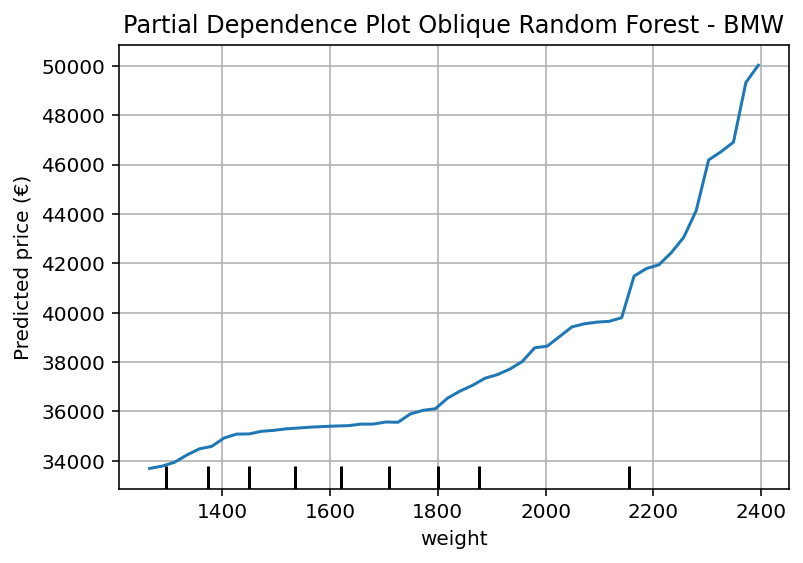 Partial Dependence Plot Oblique Random Forest - BMW
50000
48000
46000
44000
42000
40000
38000
36000
34000
Predicted price (€)
1400 1600 1800 2000 2200 2400
weight